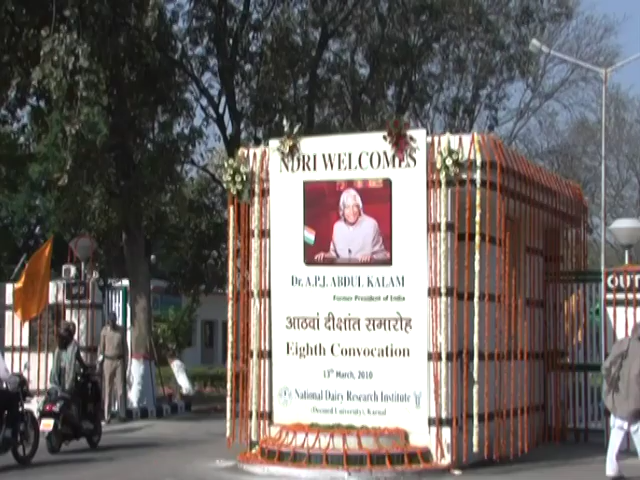 NDRI WELCOMES
Dr. A.P.J. ABDUL KALAM
Former President of India
आठवां दीक्षांत समारोह
Eighth Convocation
13th March, 2010
National Dairy Research Institute
(Deemed University), Karnal
OUT